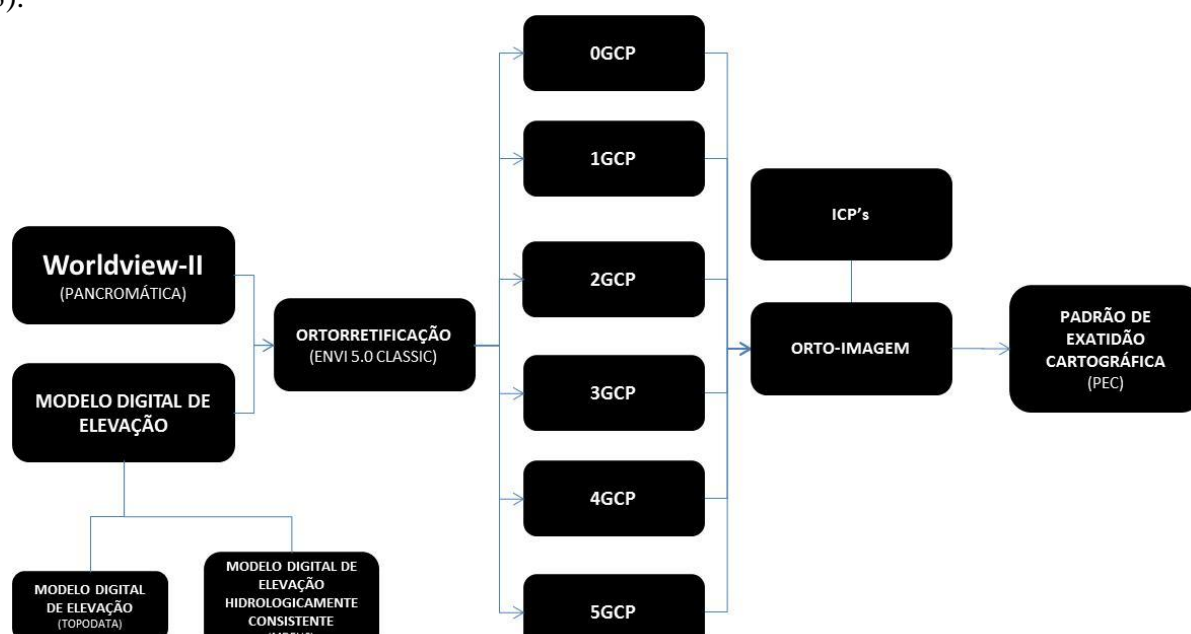 0GCP
1GCP
2GCP
3GCP
4GCP
5GCP
Worldview-II
(PANCROMÁTICA)
MODELO DIGITAL DE
ELEVAÇÃO
ORTORRETIFICAÇÃO
(ENVI 5.0 CLASSIC)
MODELO DIGITAL
DE ELEVAÇÃO
(TOPODATA)
MODELO DIGITAL DE
ELEVAÇÃO
HIDROLOGICAMENTE
CONSISTENTE
ICP's
ORTO-IMAGEM
PADRÃO DE
EXATIDÃO
CARTOGRÁFICA
(PEC)